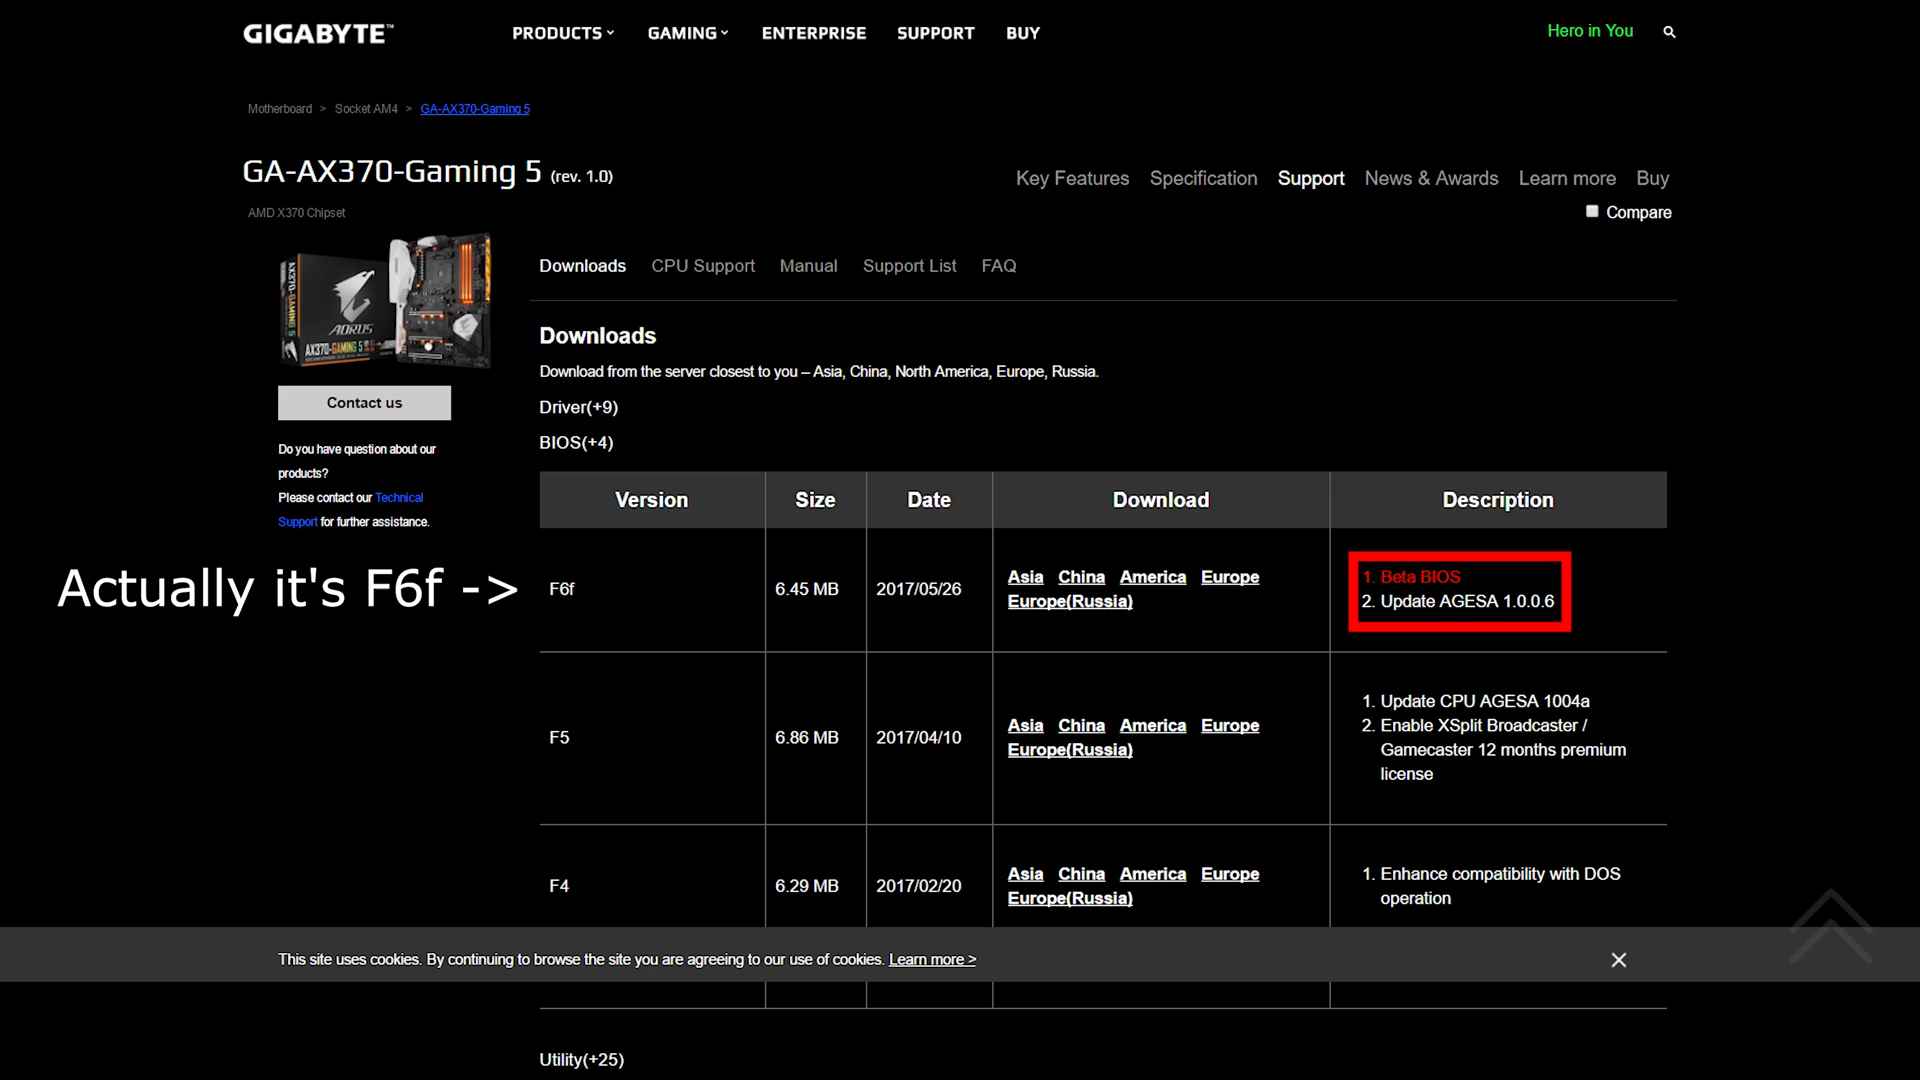 GIGABYTE™
PRODUCTS GAMING ENTERPRISE SUPPORT BUY
Hero in You
Motherboard > Socket AM4 > GA-AX370-Gaming 5
GA-AX370-Gaming 5 (rev. 1.0)
Key Features Specification Support News & Awards Learn more Buy
AMD X370 Chipset
Compare
AORUS
AX370-GAMING 5
AX370-GAMING 5
Contact us
Do you have question about our
products?
Please contact our Technical
Support for further assistance.
Downloads CPU Support Manual Support List FAQ
Downloads
Download from the server closest to you – Asia, China, North America, Europe, Russia.
Driver(+9)
BIOS(+4)
Version Size Date Download Description
Actually it's F6f ->
F6f 6.45 MB 2017/05/26
Asia China America Europe
Europe(Russia)
1. Beta BIOS
2. Update AGESA 1.0.0.6
F5 6.86 MB 2017/04/10
Asia China America Europe
Europe(Russia)
1. Update CPU AGESA 1004a
2. Enable XSplit Broadcaster /
Gamecaster 12 months premium
license
F4 6.29 MB 2017/02/20
Asia China America Europe
Europe(Russia)
1. Enhance compatibility with DOS
operation
This site uses cookies. By continuing to browse the site you are agreeing to our use of cookies. Learn more >
Utility(+25)